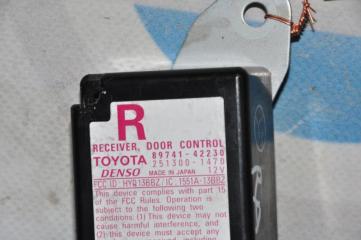 R
RECEIVER, DOOR CONTROL
TOYOTA 89741-42230
251300-1470
DENSO MADE IN JAPAN 12V
FCC ID : HYQ13BBZ / IC : 1551A-13BBZ
This device complies with part 15
of the FCC Rules. Operation is
subject to the following two
conditions: (1) This device may not
cause harmful interference, and
(2) this device must accept any